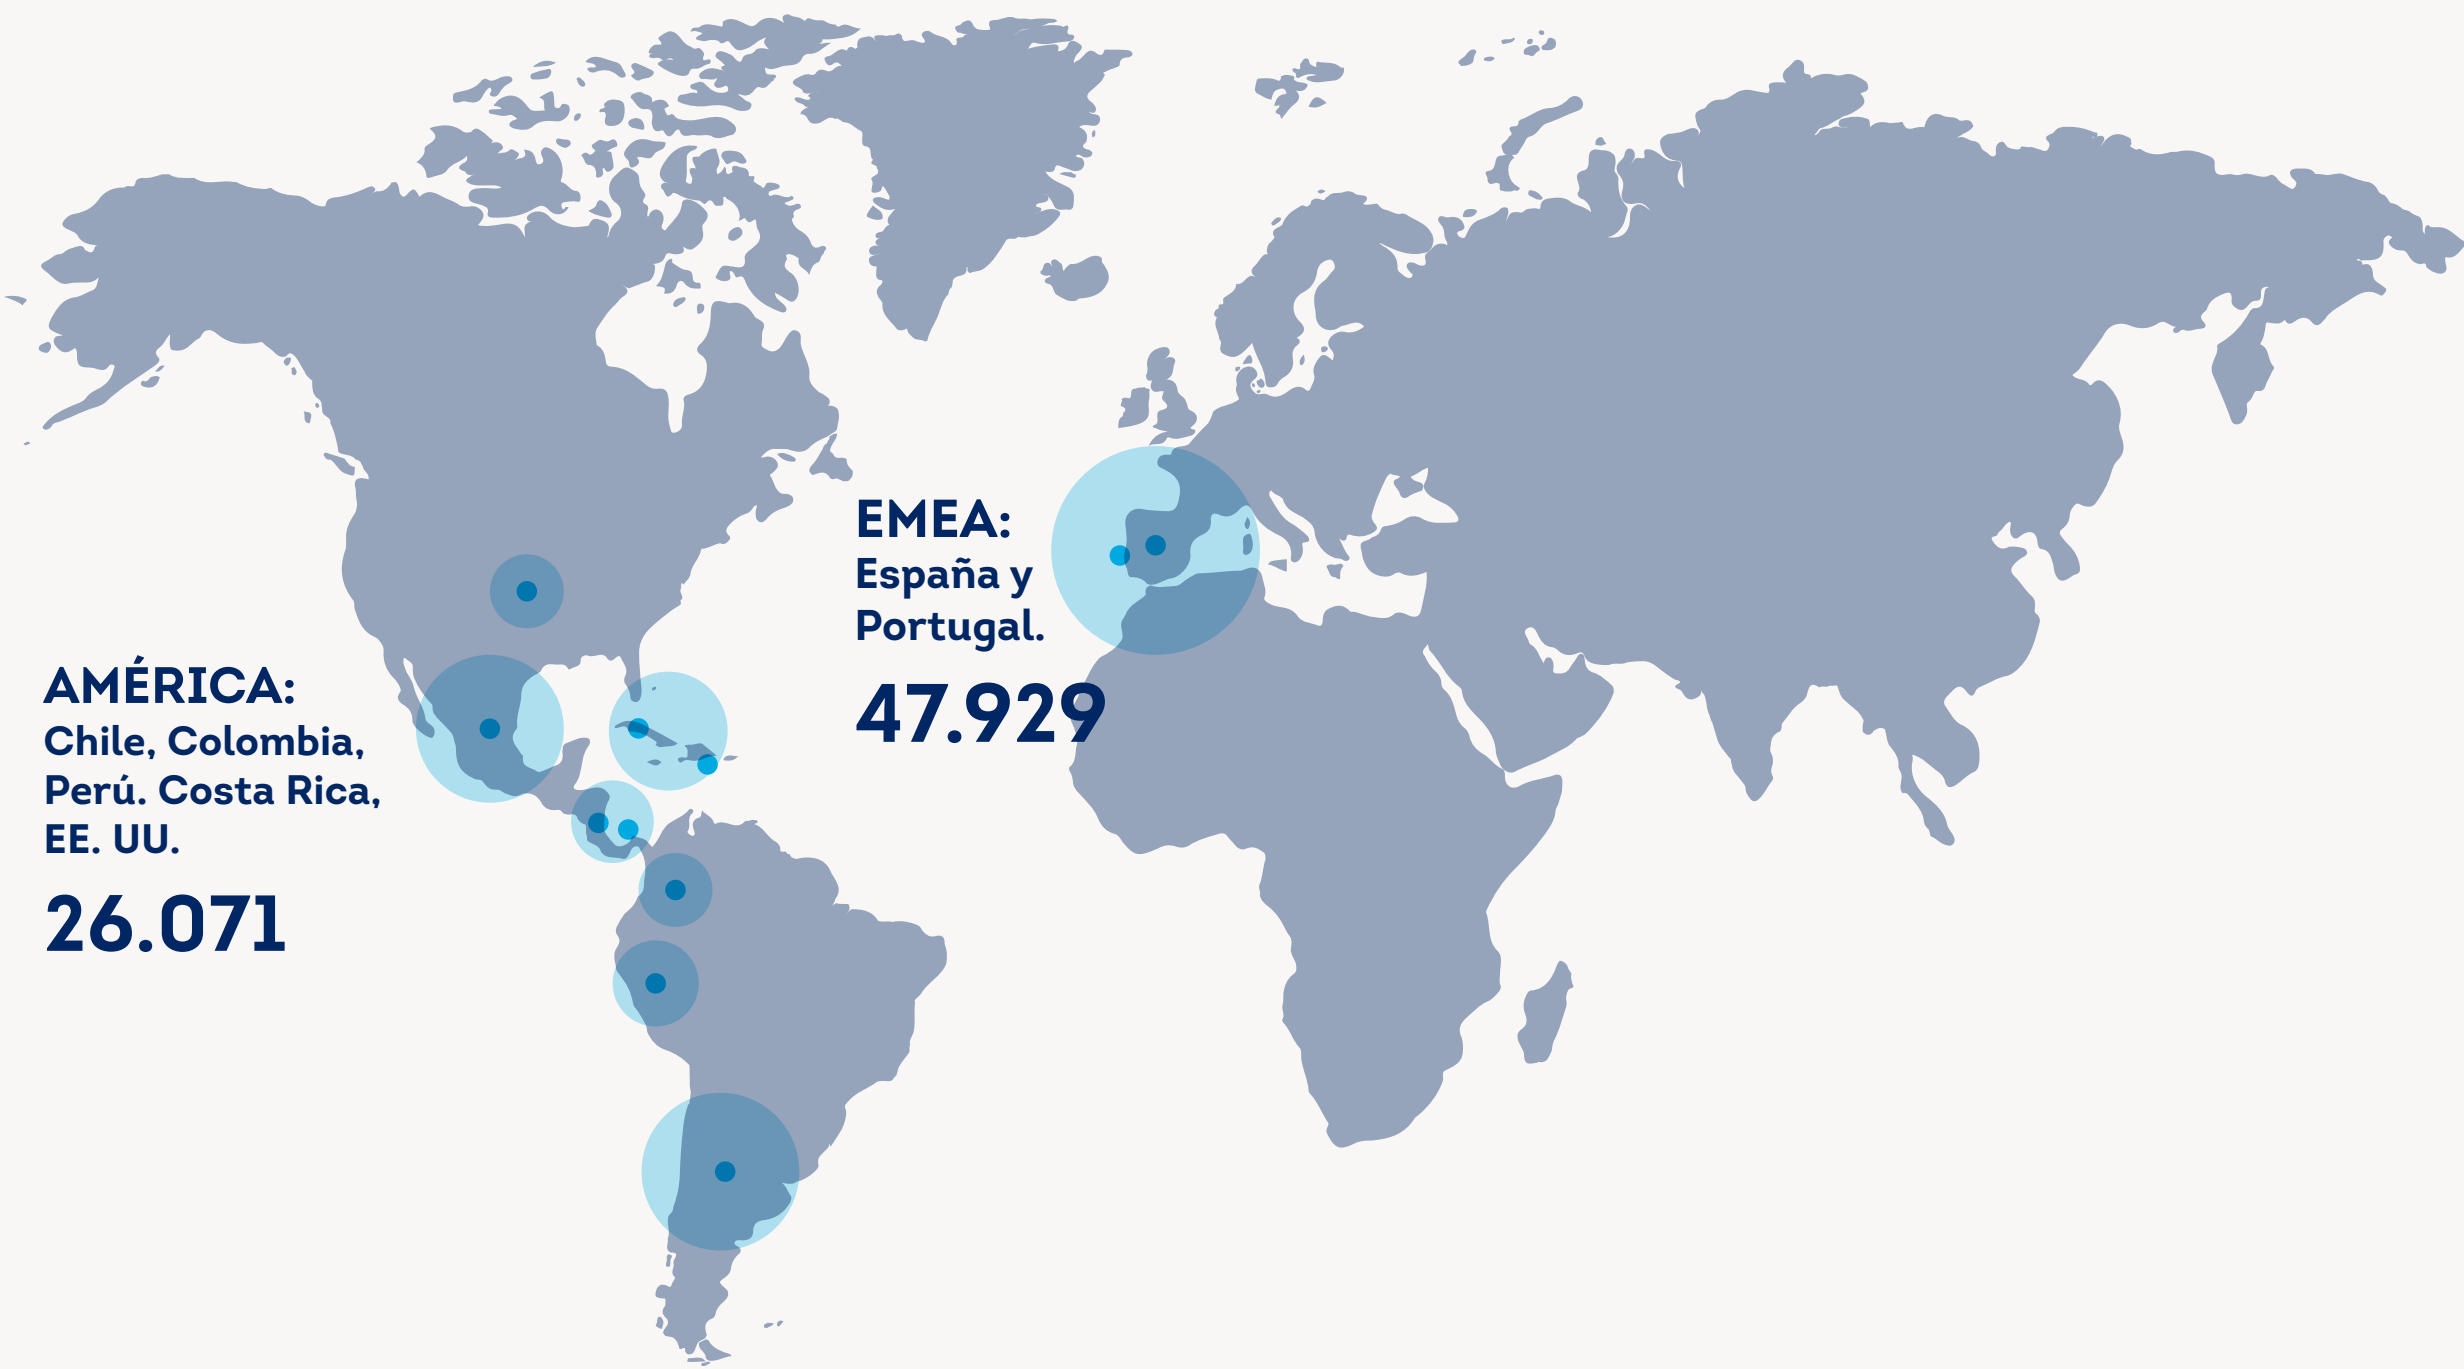 AMÉRICA:
Chile, Colombia,
Perú. Costa Rica,
EE. UU.
26.071
EMEA:
España y
Portugal.
47.929